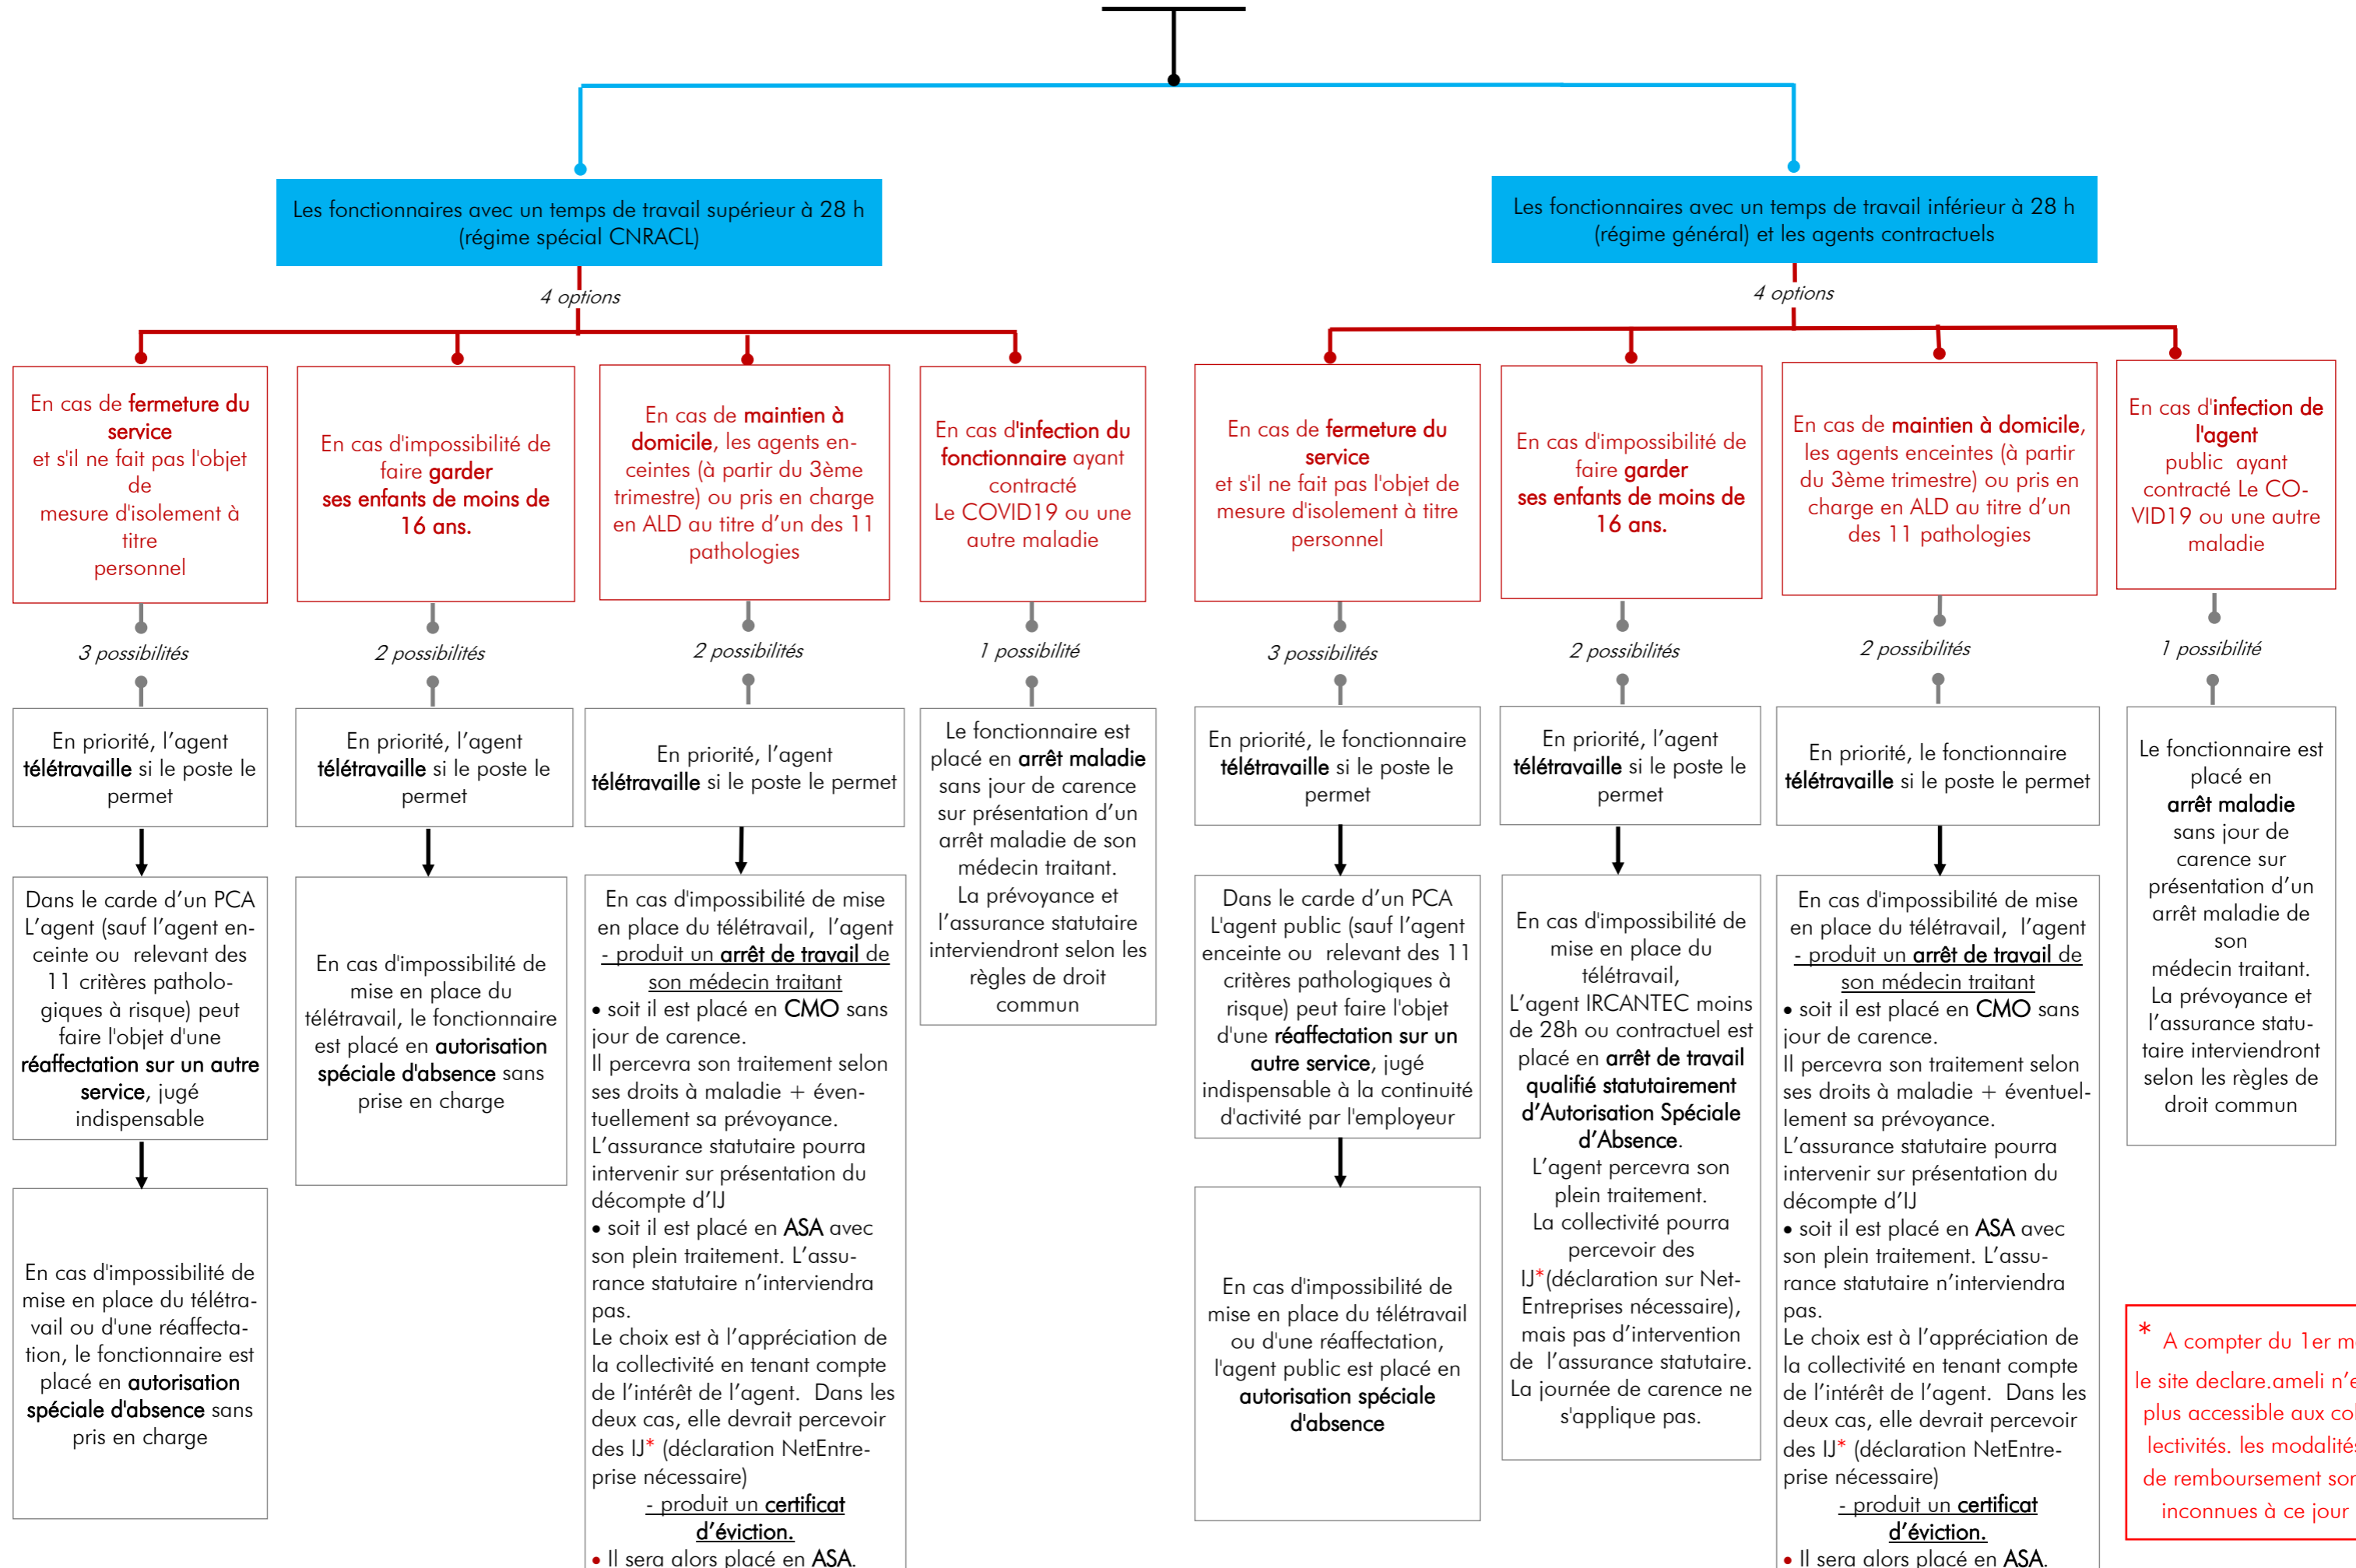 Les fonctionnaires avec un temps de travail supérieur à 28 h
(régime spécial CNRACL)
Les fonctionnaires avec un temps de travail inférieur à 28 h
(régime général) et les agents contractuels
4 options
4 options
En cas de fermeture du
service
et s'il ne fait pas l'objet
de
mesure d'isolement à
titre
personnel
En cas d'impossibilité de
faire garder
ses enfants de moins de
16 ans.
En cas de maintien à
domicile, les agents en-
ceintes (à partir du 3ème
trimestre) ou pris en charge
en ALD au titre d'un des 11
pathologies
En cas d'infection du
fonctionnaire ayant
contracté
Le COVID19 ou une
autre maladie
En cas de fermeture du
service
et s'il ne fait pas l'objet de
mesure d'isolement à titre
personnel
En cas d'impossibilité de
faire garder
ses enfants de moins de
16 ans.
En cas de maintien à domicile,
les agents enceintes (à partir
du 3ème trimestre) ou pris en
charge en ALD au titre d'un
des 11 pathologies
En cas d'infection de
l'agent
public ayant
contracté Le CO-
VID19 ou une autre
maladie
3 possibilités
2 possibilités
2 possibilités
1 possibilité
3 possibilités
2 possibilités
2 possibilités
1 possibilité
En priorité, l'agent
télétravaille si le poste le
permet
En priorité, l'agent
télétravaille si le poste le
permet
En priorité, l'agent
télétravaille si le poste le permet
Le fonctionnaire est
placé en arrêt maladie
sans jour de carence
sur présentation d'un
arrêt maladie de son
médecin traitant.
La prévoyance et
l'assurance statutaire
interviendront selon les
règles de droit
commun
En priorité, le fonctionnaire
télétravaille si le poste le
permet
En priorité, l'agent
télétravaille si le poste le
permet
En priorité, le fonctionnaire
télétravaille si le poste le permet
Le fonctionnaire est
placé en
arrêt maladie
sans jour de
carence sur
présentation d'un
arrêt maladie de
son
médecin traitant.
La prévoyance et
l'assurance statu-
taire interviendront
selon les règles de
droit commun
Dans le carde d'un PCA
L'agent (sauf l'agent en-
ceinte ou relevant des
11 critères patholo-
giques à risque) peut
faire l'objet d'une
réaffectation sur un autre
service, jugé
indispensable
En cas d'impossibilité de
mise en place du
télétravail, le fonctionnaire
est placé en autorisation
spéciale d'absence sans
prise en charge
En cas d'impossibilité de mise
en place du télétravail, l'agent
- produit un arrêt de travail de
son médecin traitant
• soit il est placé en CMO sans
jour de carence.
Il percevra son traitement selon
ses droits à maladie + éven-
tuellement sa prévoyance.
L'assurance statutaire pourra
intervenir sur présentation du
décompte d'IJ
• soit il est placé en ASA avec
son plein traitement. L'assu-
rance statutaire n'interviendra
pas.
Le choix est à l'appréciation de
la collectivité en tenant compte
de l'intérêt de l'agent. Dans les
deux cas, elle devrait percevoir
des IJ* (déclaration NetEntre-
prise nécessaire)
- produit un certificat
d'éviction.
• Il sera alors placé en ASA.
Dans le carde d'un PCA
L'agent public (sauf l'agent
enceinte ou relevant des 11
critères pathologiques à
risque) peut faire l'objet
d'une réaffectation sur un
autre service, jugé
indispensable à la continuité
d'activité par l'employeur
En cas d'impossibilité de
mise en place du
télétravail,
L'agent IRCANTEC moins
de 28h ou contractuel est
placé en arrêt de travail
qualifié statutairement
d'Autorisation Spéciale
d'Absence.
L'agent percevra son
plein traitement.
La collectivité pourra
percevoir des
IJ*(déclaration sur Net-
Entreprises nécessaire),
mais pas d'intervention
de l'assurance statutaire.
La journée de carence ne
s'applique pas.
En cas d'impossibilité de mise
en place du télétravail, l'agent
- produit un arrêt de travail de
son médecin traitant
• soit il est placé en CMO sans
jour de carence.
Il percevra son traitement selon
ses droits à maladie + éventuel-
lement sa prévoyance.
L'assurance statutaire pourra
intervenir sur présentation du
décompte d'IJ
• soit il est placé en ASA avec
son plein traitement. L'assu-
rance statutaire n'interviendra
pas.
Le choix est à l'appréciation de
la collectivité en tenant compte
de l'intérêt de l'agent. Dans les
deux cas, elle devrait percevoir
des IJ* (déclaration NetEntre-
prise nécessaire)
- produit un certificat
d'éviction.
• Il sera alors placé en ASA.
En cas d'impossibilité de
mise en place du télétra-
vail ou d'une réaffecta-
tion, le fonctionnaire est
placé en autorisation
spéciale d'absence sans
pris en charge
En cas d'impossibilité de
mise en place du télétravail
ou d'une réaffectation,
l'agent public est placé en
autorisation spéciale
d'absence
* A compter du 1er
le site declare.ameli
plus accessible aux
lectivités. les modalités
de remboursement
inconnues à ce jour